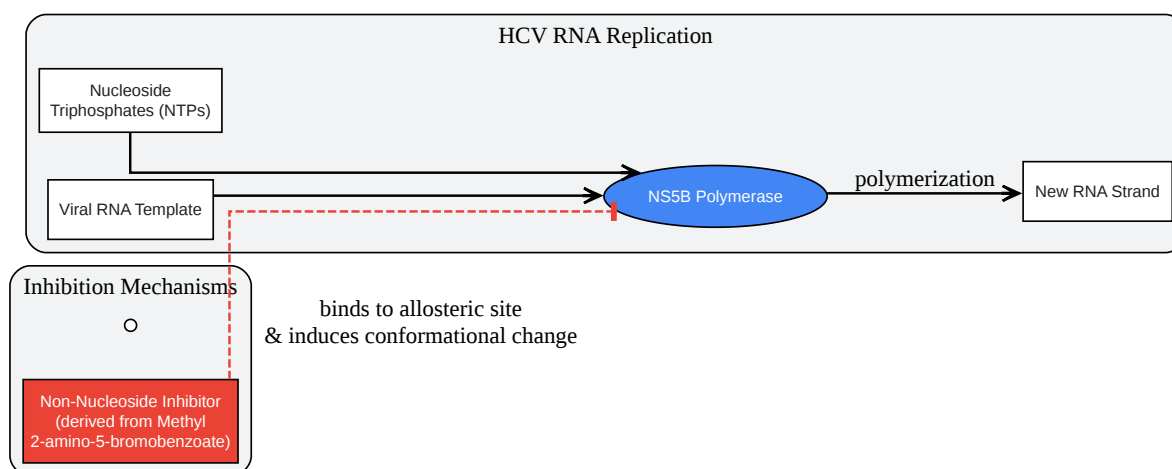 HCV RNA Replication
Nucleoside
Triphosphates (NTPs)
Viral RNA Template
NS5B Polymerase
polymerization
New RNA Strand
Inhibition Mechanisms
binds to allosteric site
& induces conformational change
Non-Nucleoside Inhibitor
(derived from Methyl
2-amino-5-bromobenzoate)